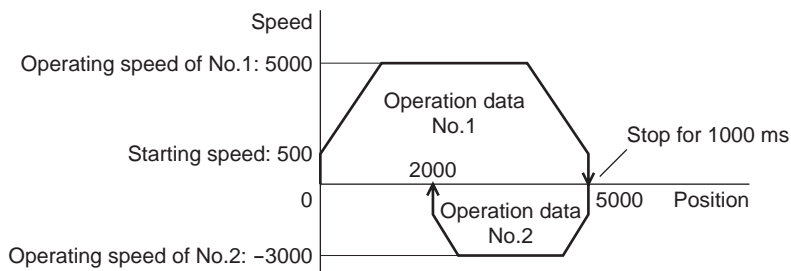 Speed
Operating speed of No.1: 5000
Operation data
No.1
Stop for 1000 ms
Starting speed: 500
2000
0
5000
Position
Operation data
No.2
Operating speed of No.2: −3000